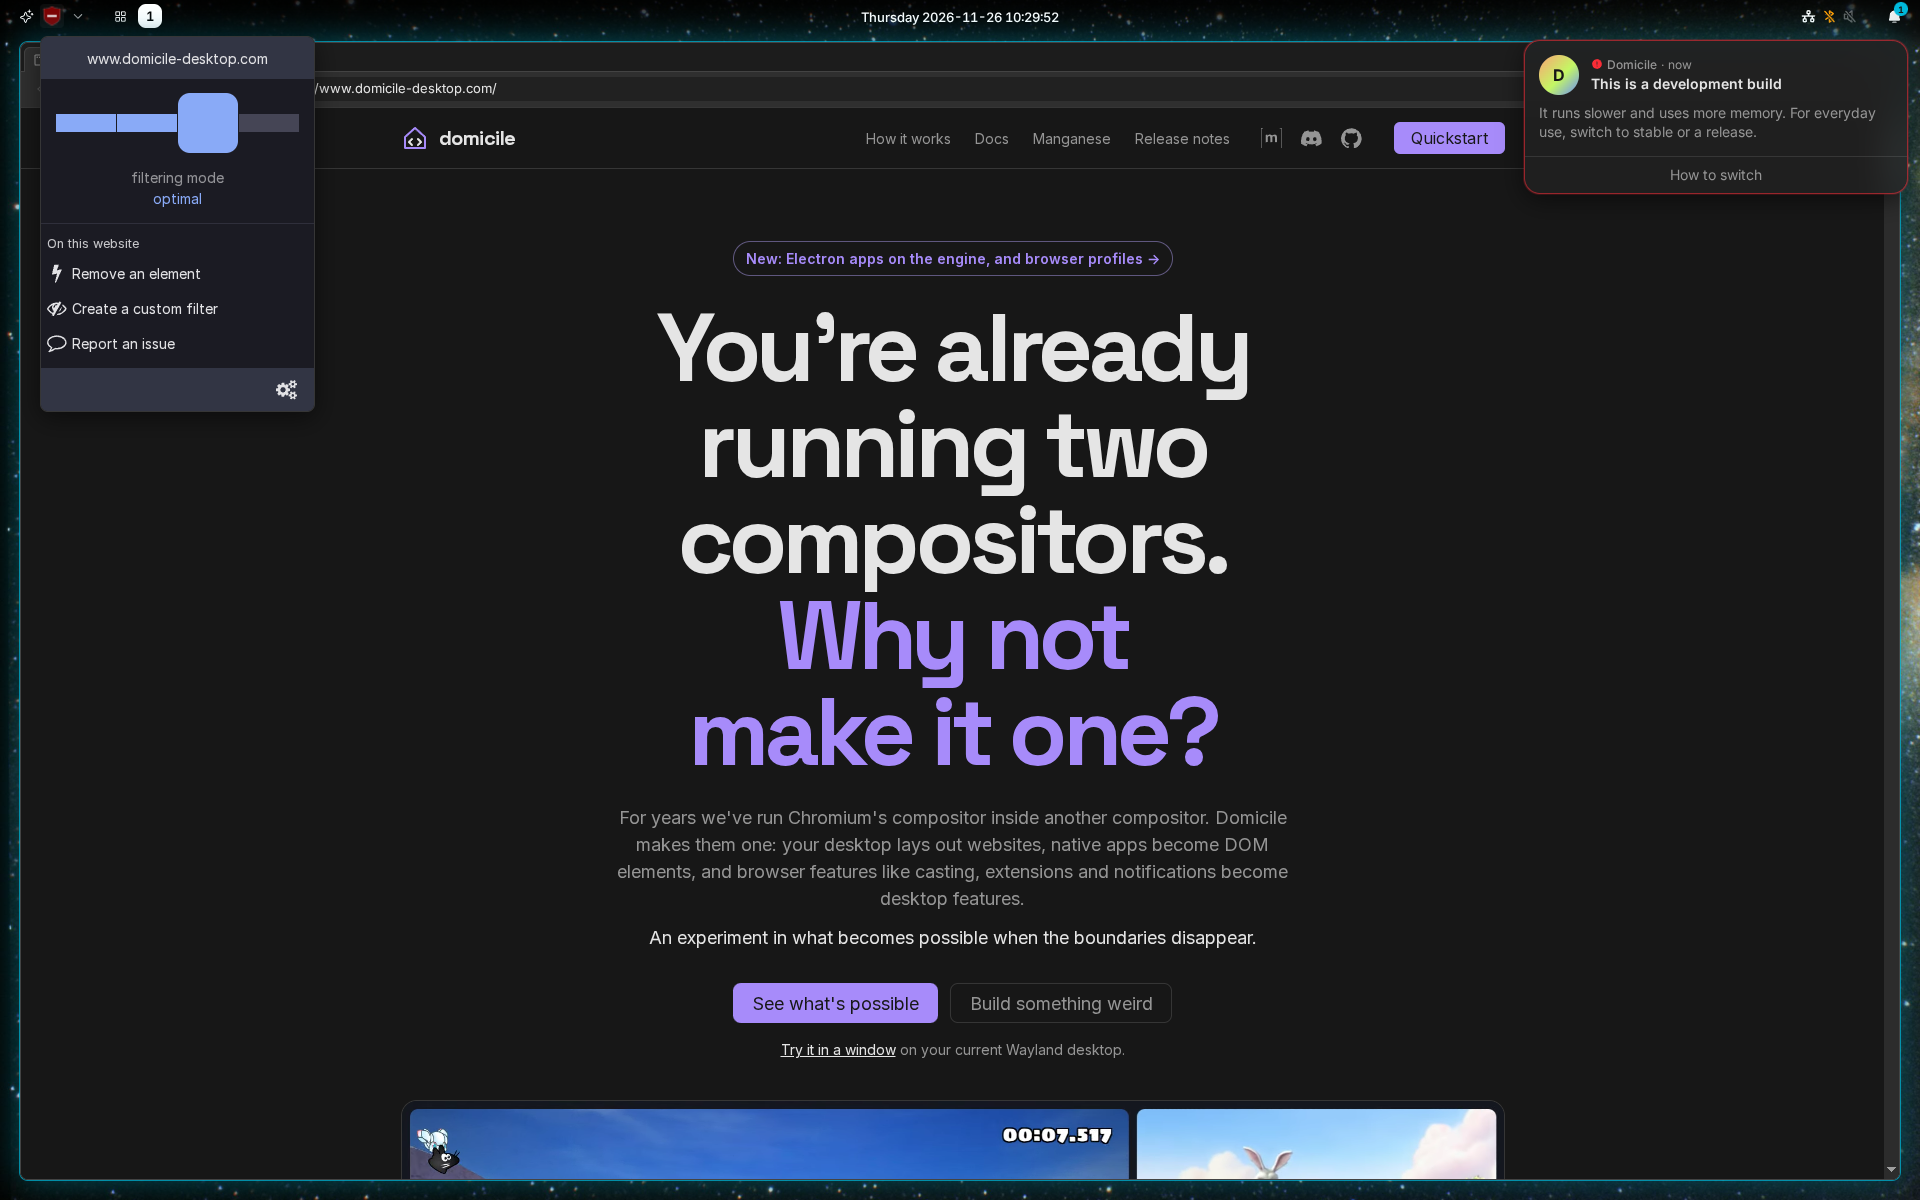 1
Thursday 2026-11-26 10:29:52
1
www.domicile-desktop.com
filtering mode
optimal
On this website
Remove an element
Create a custom filter
Report an issue
/www.domicile-desktop.com/
D
Domicile · now
This is a development build
It runs slower and uses more memory. For everyday
use, switch to stable or a release.
How to switch
domicile
How it works
Docs
Manganese
Release notes
m
Quickstart
New: Electron apps on the engine, and browser profiles →
You’re already
running two
compositors.
Why not
make it one?
For years we've run Chromium's compositor inside another compositor. Domicile
makes them one: your desktop lays out websites, native apps become DOM
elements, and browser features like casting, extensions and notifications become
desktop features.
An experiment in what becomes possible when the boundaries disappear.
See what's possible
Build something weird
Try it in a window on your current Wayland desktop.
00:07.517